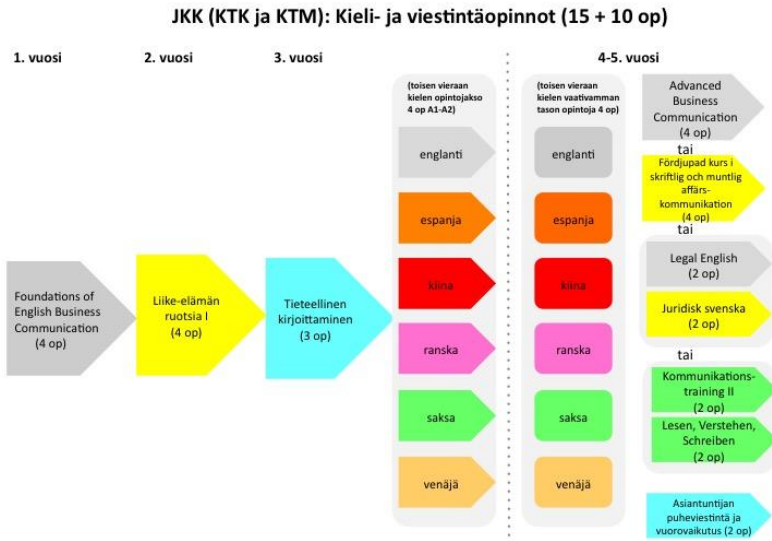 JKK (KTK ja KTM): Kieli- ja viestintäopinnot (15 + 10 op)
1. vuosi
2. vuosi
3. vuosi
4-5. vuosi
Foundations of
English Business
Communication
(4 op)
Liike-elämän
ruotsia I
(4 op)
Tieteellinen
kirjoittaminen
(3 op)
(toisen vieraan
kielen opintojakso
4 op A1-A2)
englanti
espanja
kiina
ranska
saksa
venäjä
(toisen vieraan
kielen vaativamman
tason opintoja 4 op)
englanti
espanja
kiina
ranska
saksa
venäjä
Advanced
Business
Communication
(4 op)
tai
Fördjupad kurs i
skriftlig och muntlig
affärs-
kommunikation
(4 op)
tai
Legal English
(2 op)
Juridisk svenska
(2 op)
tai
Kommunikations-
training II
(2 op)
Lesen, Verstehen,
Schreiben
(2 op)
Asiantuntijan
puheviestintä ja
vuorovaikutus (2 op)